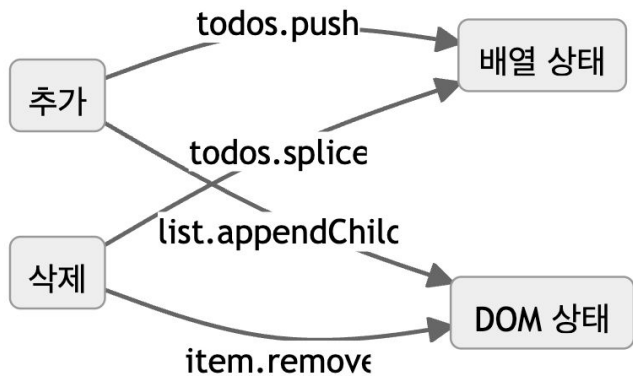 todos.push
배열 상태
추가
todos.splice
list.appendChilc
삭제
DOM 상태
item.remove